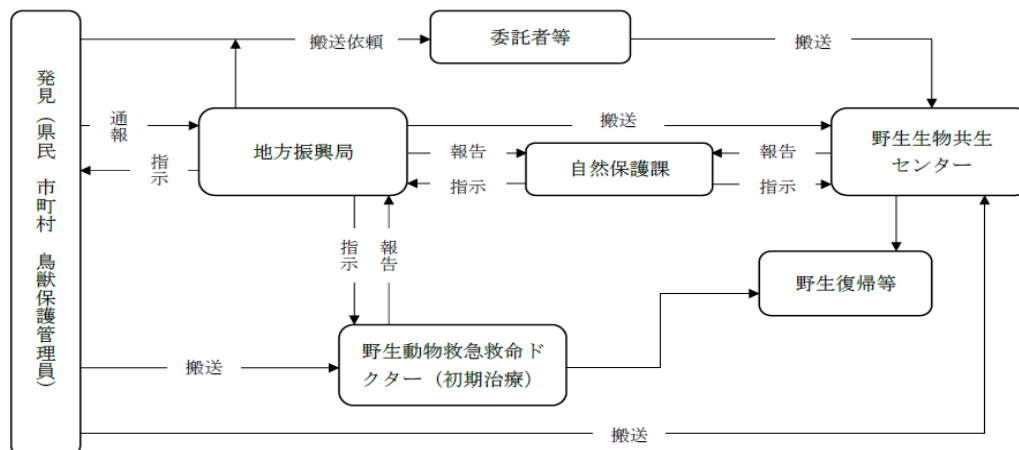 発見（県民　市町村　鳥獣保護管理員）
搬送依頼
委託者等
搬送
通報
指示
地方振興局
搬送
報告
指示
自然保護課
報告
指示
野生生物共生
センター
指示
報告
野生復帰等
搬送
野生動物救急救命ド
クター（初期治療）
搬送